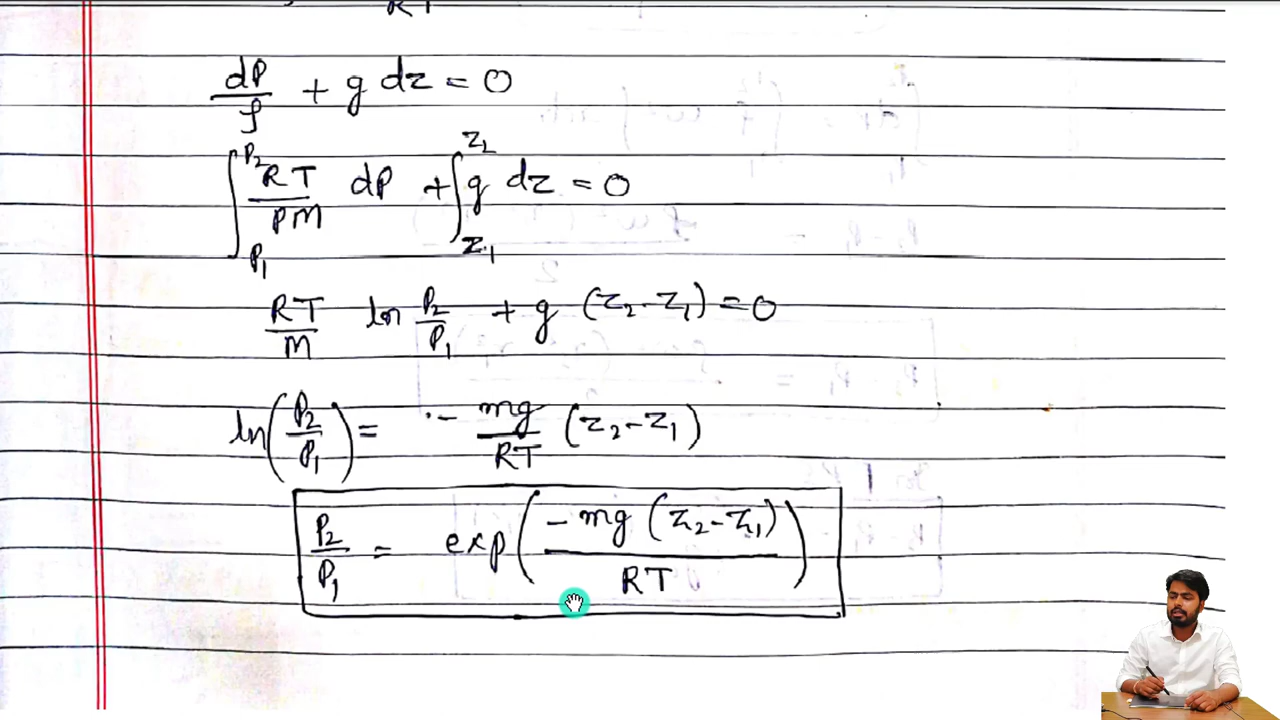 RT
dP/ρ + g dz = 0
∫_{P1}^{P2} RT/PM dP + ∫_{z1}^{z2} g dz = 0
RT/M ln P2/P1 + g (z2 - z1) = 0
ln(P2/P1) = - mg/RT (z2 - z1)
P2/P1 = exp(-mg (z2 - z1)/RT)